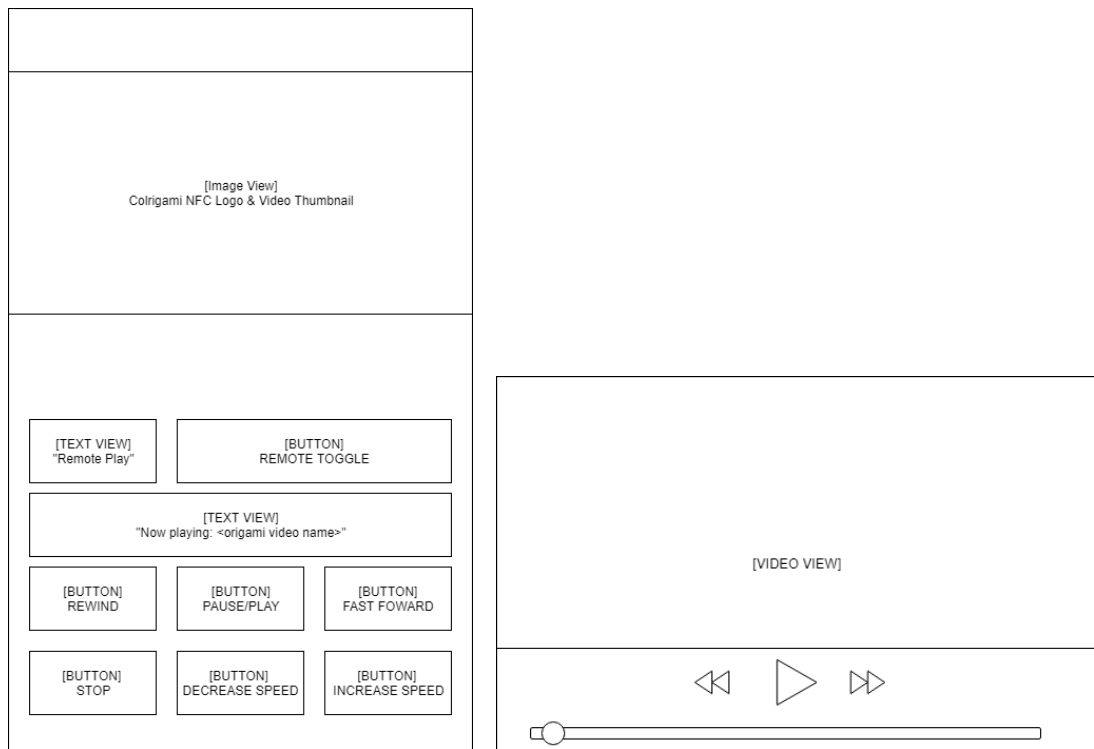 [Image View]
Colrigami NFC Logo & Video Thumbnail
[TEXT VIEW]
"Remote Play"
[BUTTON]
REMOTE TOGGLE
[TEXT VIEW]
"Now playing: <origami video name>"
[BUTTON]
REWIND
[BUTTON]
PAUSE/PLAY
[BUTTON]
FAST FOWARD
[BUTTON]
STOP
[BUTTON]
DECREASE SPEED
[BUTTON]
INCREASE SPEED
[VIDEO VIEW]